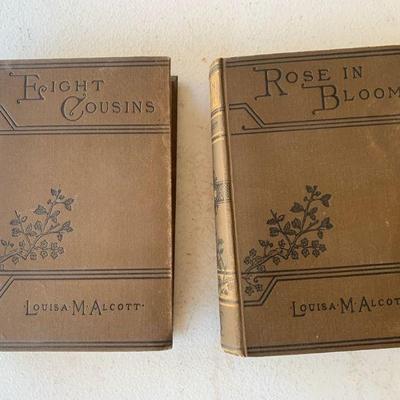 EIGHT
COUSINS
LOUISA·M·ALCOTT·
ROSE IN
BLOOM
·LOUISA·M·ALCOTT·